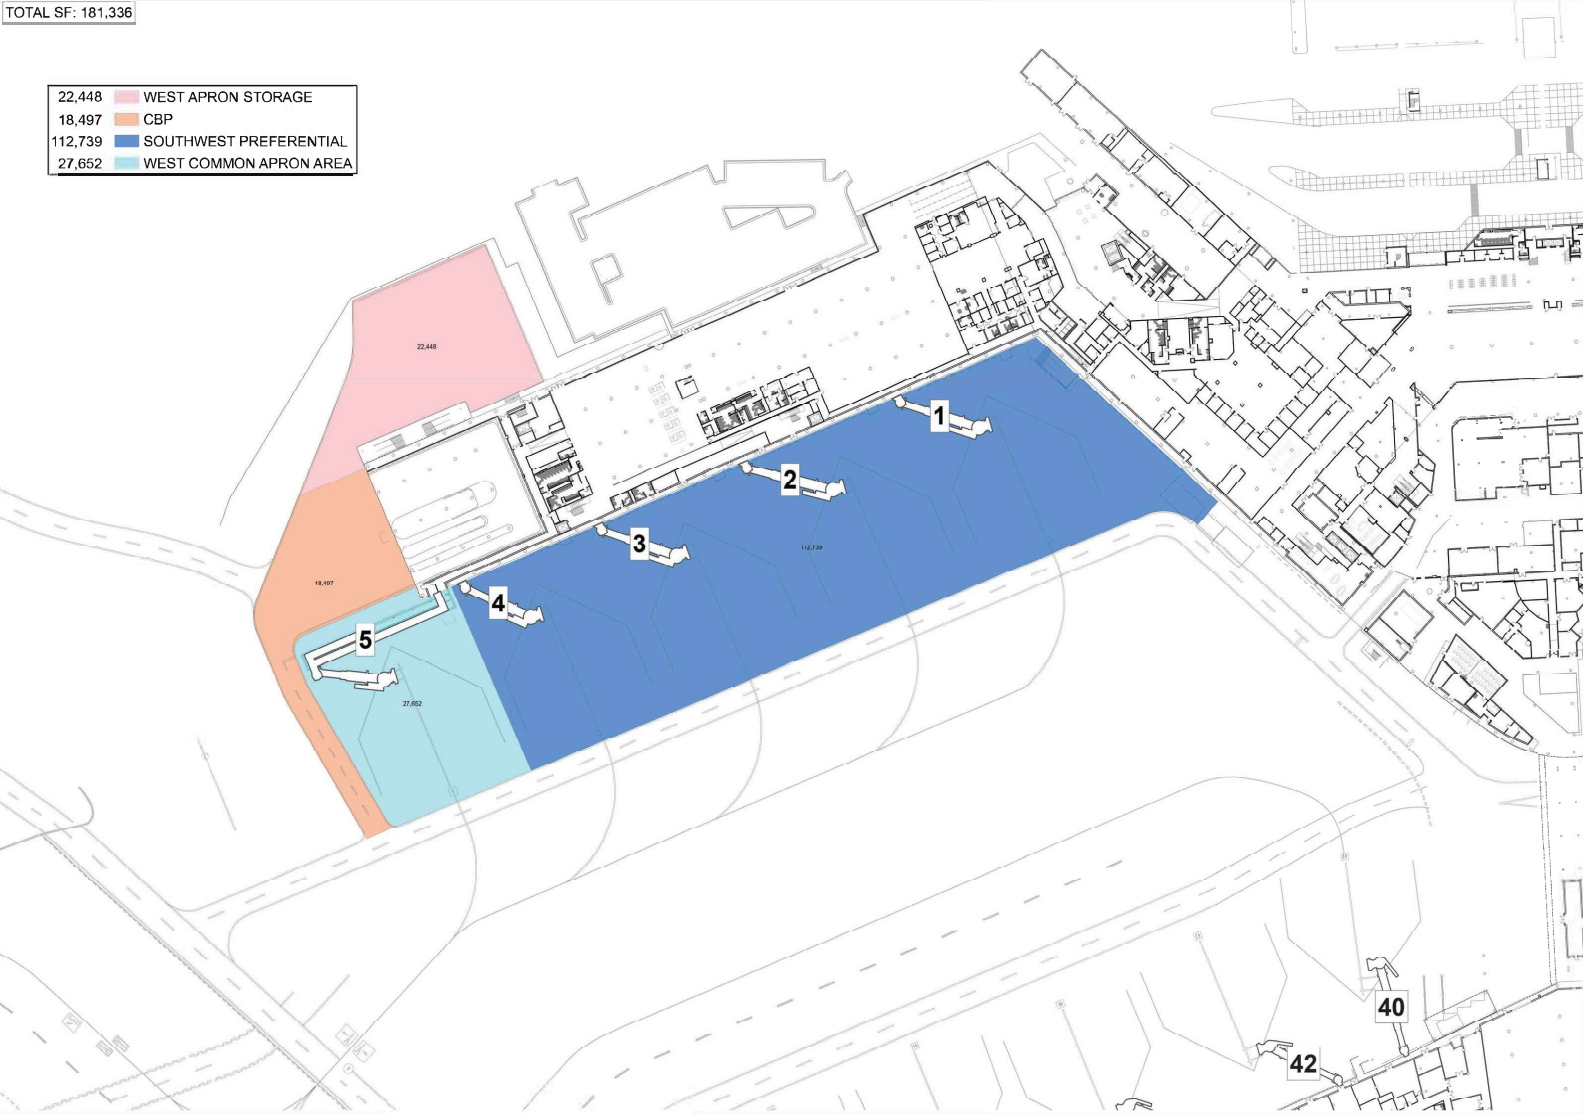 TOTAL SF: 181,336
22,448 WEST APRON STORAGE
18,497 CBP
112,739 SOUTHWEST PREFERENTIAL
27,652 WEST COMMON APRON AREA
22,448
1
2
3
112,739
18,497
4
5
27,652
40
42